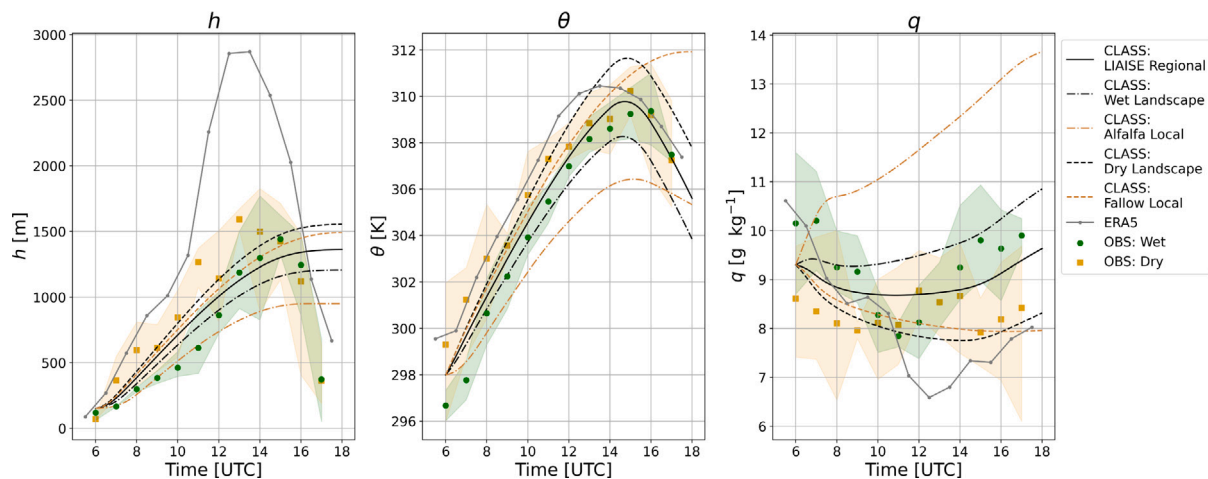 h
θ
q
3000
2500
2000
1500
1000
500
0
h [m]
6 8 10 12 14 16 18
Time [UTC]
312
310
308
306
304
302
300
298
296
θ [K]
6 8 10 12 14 16 18
Time [UTC]
14
13
12
11
10
9
8
7
6
q [g kg⁻¹]
6 8 10 12 14 16 18
Time [UTC]
CLASS:
LIAISE Regional
CLASS:
Wet Landscape
CLASS:
Alfalfa Local
CLASS:
Dry Landscape
CLASS:
Fallow Local
ERA5
OBS: Wet
OBS: Dry